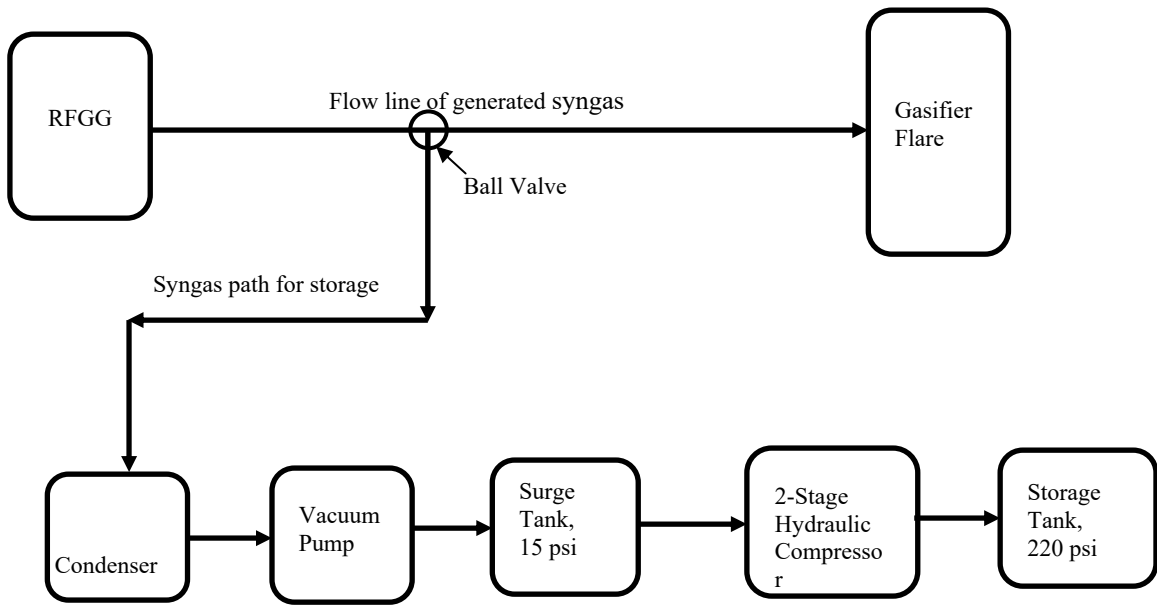 RFGG
Flow line of generated syngas
Gasifier
Flare
Ball Valve
Syngas path for storage
Condenser
Vacuum
Pump
Surge
Tank,
15 psi
2-Stage
Hydraulic
Compresso
r
Storage
Tank,
220 psi